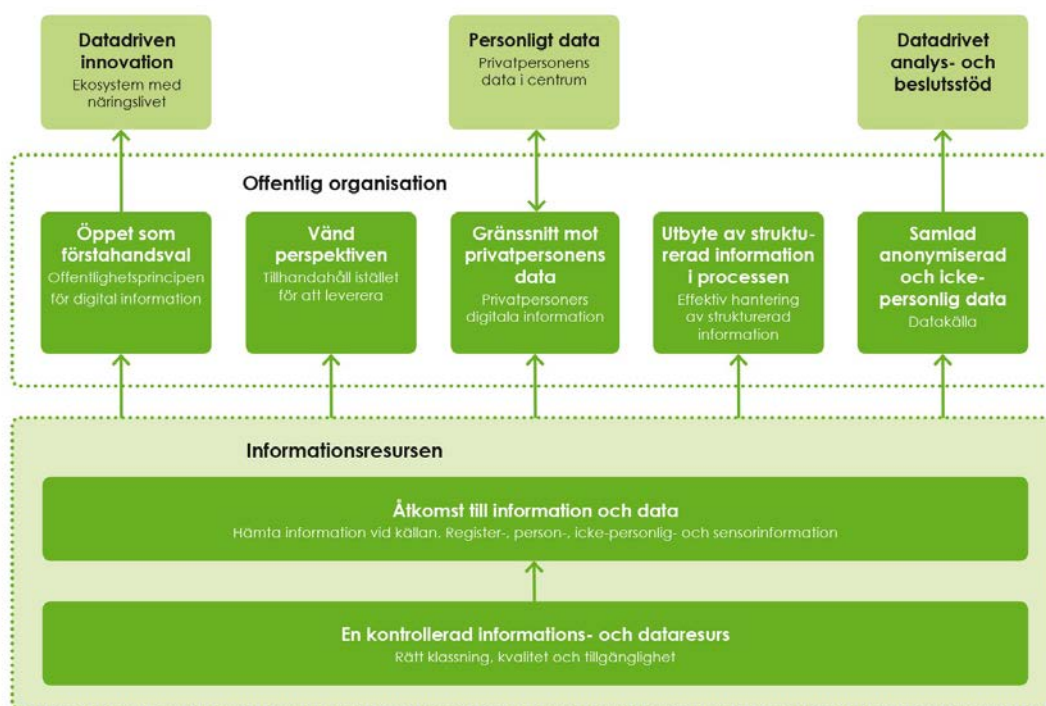 Datadriven
innovation
Ekosystem med
näringslivet
Personligt data
Privatpersonens
data i centrum
Datadrivet
analys- och
beslutsstöd
Offentlig organisation
Öppet som
förstahandsval
Offentlighetsprincipen
för digital information
Vänd
perspektiven
Tillhandahåll istället
för att leverera
Gränssnitt mot
privatpersonens
data
Privatpersoners
digitala information
Utbyte av struktu-
rerad information
i processen
Effektiv hantering
av strukturerad
information
Samlad
anonymiserad
och icke-
personlig data
Datakälla
Informationsresursen
Åtkomst till information och data
Hämta information vid källan. Register-, person-, icke-personlig- och sensorinformation
En kontrollerad informations- och dataresurs
Rätt klassning, kvalitet och tillgänglighet